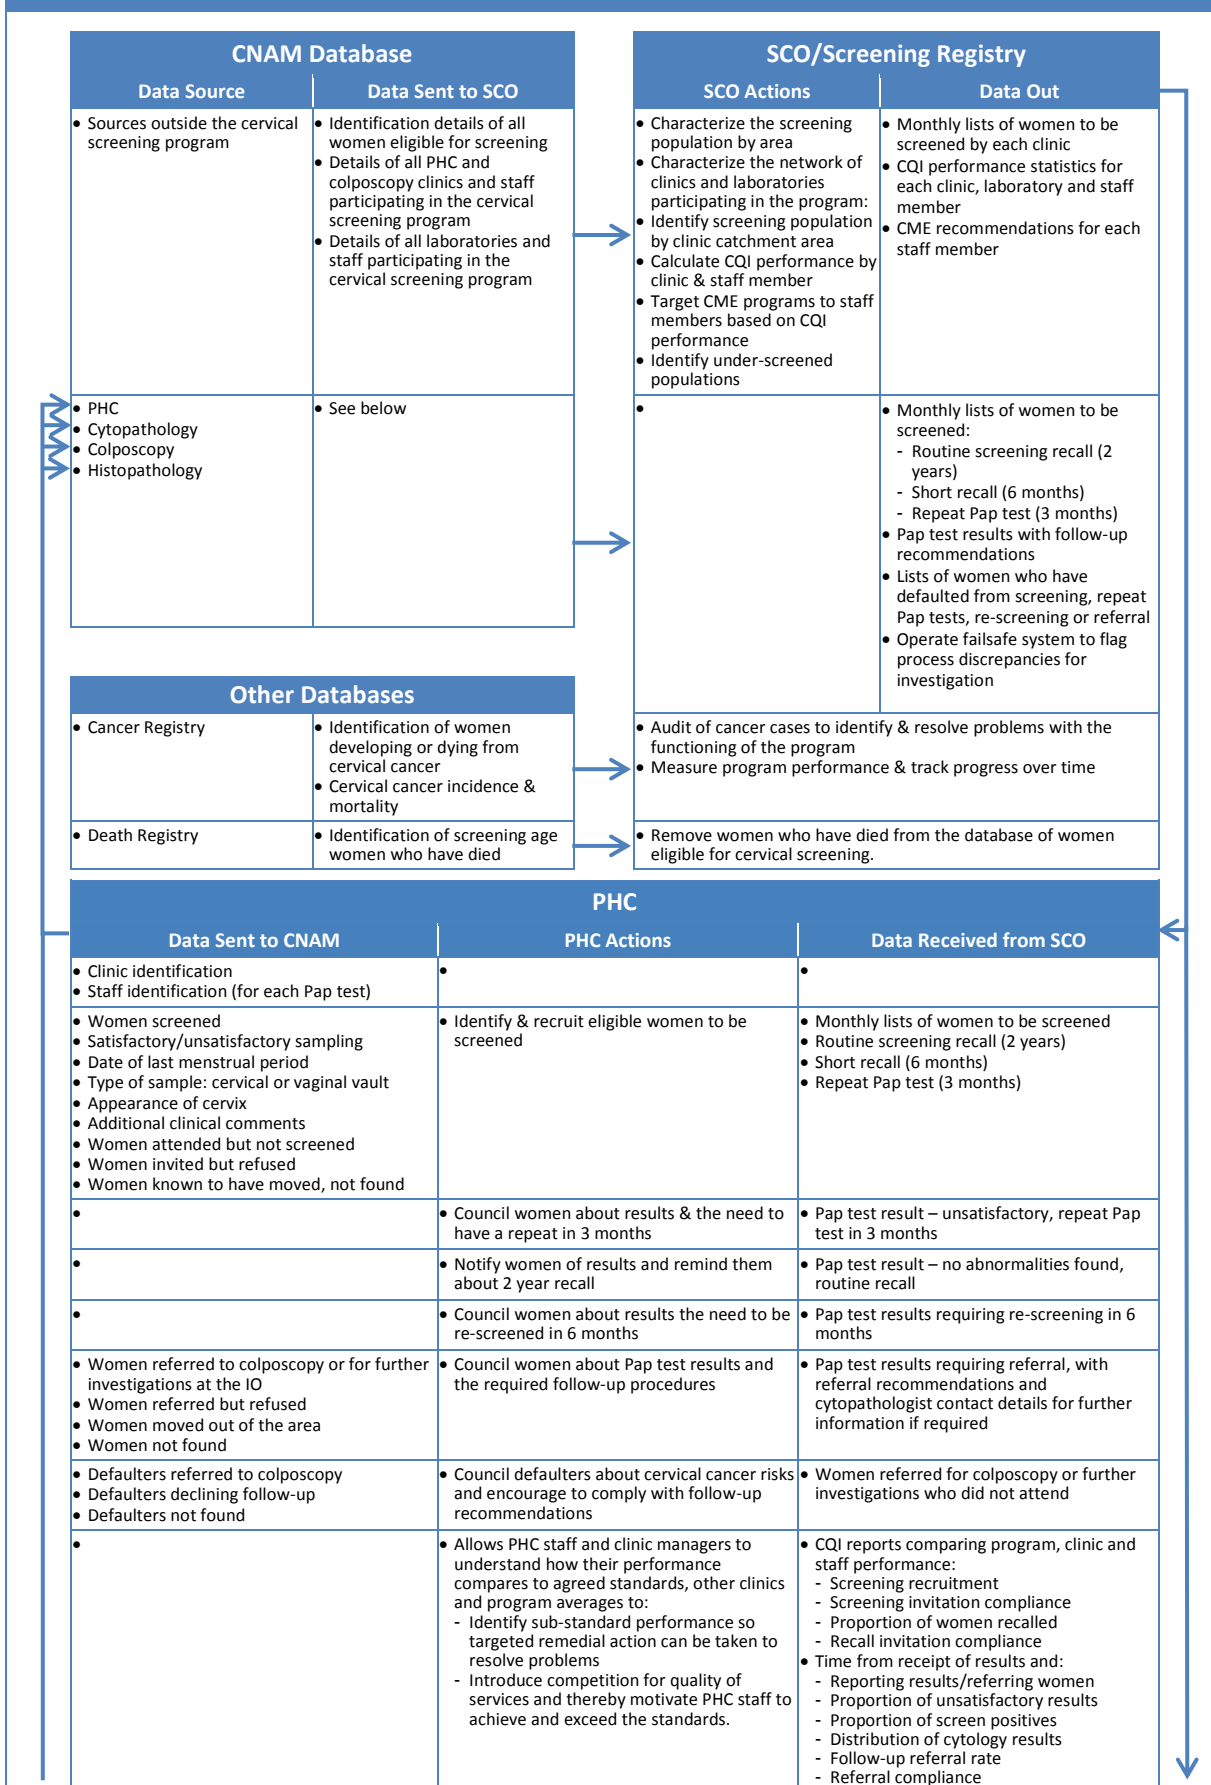 CNAM Database
Data Source
Data Sent to SCO
• Sources outside the cervical
screening program
• Identification details of all
women eligible for screening
• Details of all PHC and
colposcopy clinics and staff
participating in the cervical
screening program
• Details of all laboratories and
staff participating in the
cervical screening program
• PHC
• Cytopathology
• Colposcopy
• Histopathology
• See below
SCO/Screening Registry
SCO Actions
Data Out
• Characterize the screening
population by area
• Characterize the network of
clinics and laboratories
participating in the program:
• Identify screening population
by clinic catchment area
• Calculate CQI performance by
clinic & staff member
• Target CME programs to staff
members based on CQI
performance
• Identify under-screened
populations
• Monthly lists of women to be
screened by each clinic
• CQI performance statistics for
each clinic, laboratory and staff
member
• CME recommendations for each
staff member
•
• Monthly lists of women to be
screened:
- Routine screening recall (2
years)
- Short recall (6 months)
- Repeat Pap test (3 months)
• Pap test results with follow-up
recommendations
• Lists of women who have
defaulted from screening, repeat
Pap tests, re-screening or referral
• Operate failsafe system to flag
process discrepancies for
investigation
Other Databases
• Cancer Registry
• Identification of women
developing or dying from
cervical cancer
• Cervical cancer incidence &
mortality
• Audit of cancer cases to identify & resolve problems with the
functioning of the program
• Measure program performance & track progress over time
• Death Registry
• Identification of screening age
women who have died
• Remove women who have died from the database of women
eligible for cervical screening.
PHC
Data Sent to CNAM
PHC Actions
Data Received from SCO
• Clinic identification
• Staff identification (for each Pap test)
•
•
• Women screened
• Satisfactory/unsatisfactory sampling
• Date of last menstrual period
• Type of sample: cervical or vaginal vault
• Appearance of cervix
• Additional clinical comments
• Women attended but not screened
• Women invited but refused
• Women known to have moved, not found
• Identify & recruit eligible women to be
screened
• Monthly lists of women to be screened
• Routine screening recall (2 years)
• Short recall (6 months)
• Repeat Pap test (3 months)
•
• Council women about results & the need to
have a repeat in 3 months
• Pap test result – unsatisfactory, repeat Pap
test in 3 months
•
• Notify women of results and remind them
about 2 year recall
• Pap test result – no abnormalities found,
routine recall
•
• Council women about results the need to be
re-screened in 6 months
• Pap test results requiring re-screening in 6
months
• Women referred to colposcopy or for further
investigations at the IO
• Women referred but refused
• Women moved out of the area
• Women not found
• Council women about Pap test results and
the required follow-up procedures
• Pap test results requiring referral, with
referral recommendations and
cytopathologist contact details for further
information if required
• Defaulters referred to colposcopy
• Defaulters declining follow-up
• Defaulters not found
• Council defaulters about cervical cancer risks
and encourage to comply with follow-up
recommendations
• Women referred for colposcopy or further
investigations who did not attend
•
• Allows PHC staff and clinic managers to
understand how their performance
compares to agreed standards, other clinics
and program averages to:
- Identify sub-standard performance so
targeted remedial action can be taken to
resolve problems
- Introduce competition for quality of
services and thereby motivate PHC staff to
achieve and exceed the standards.
• CQI reports comparing program, clinic and
staff performance:
- Screening recruitment
- Screening invitation compliance
- Proportion of women recalled
- Recall invitation compliance
• Time from receipt of results and:
- Reporting results/referring women
- Proportion of unsatisfactory results
- Proportion of screen positives
- Distribution of cytology results
- Follow-up referral rate
- Referral compliance